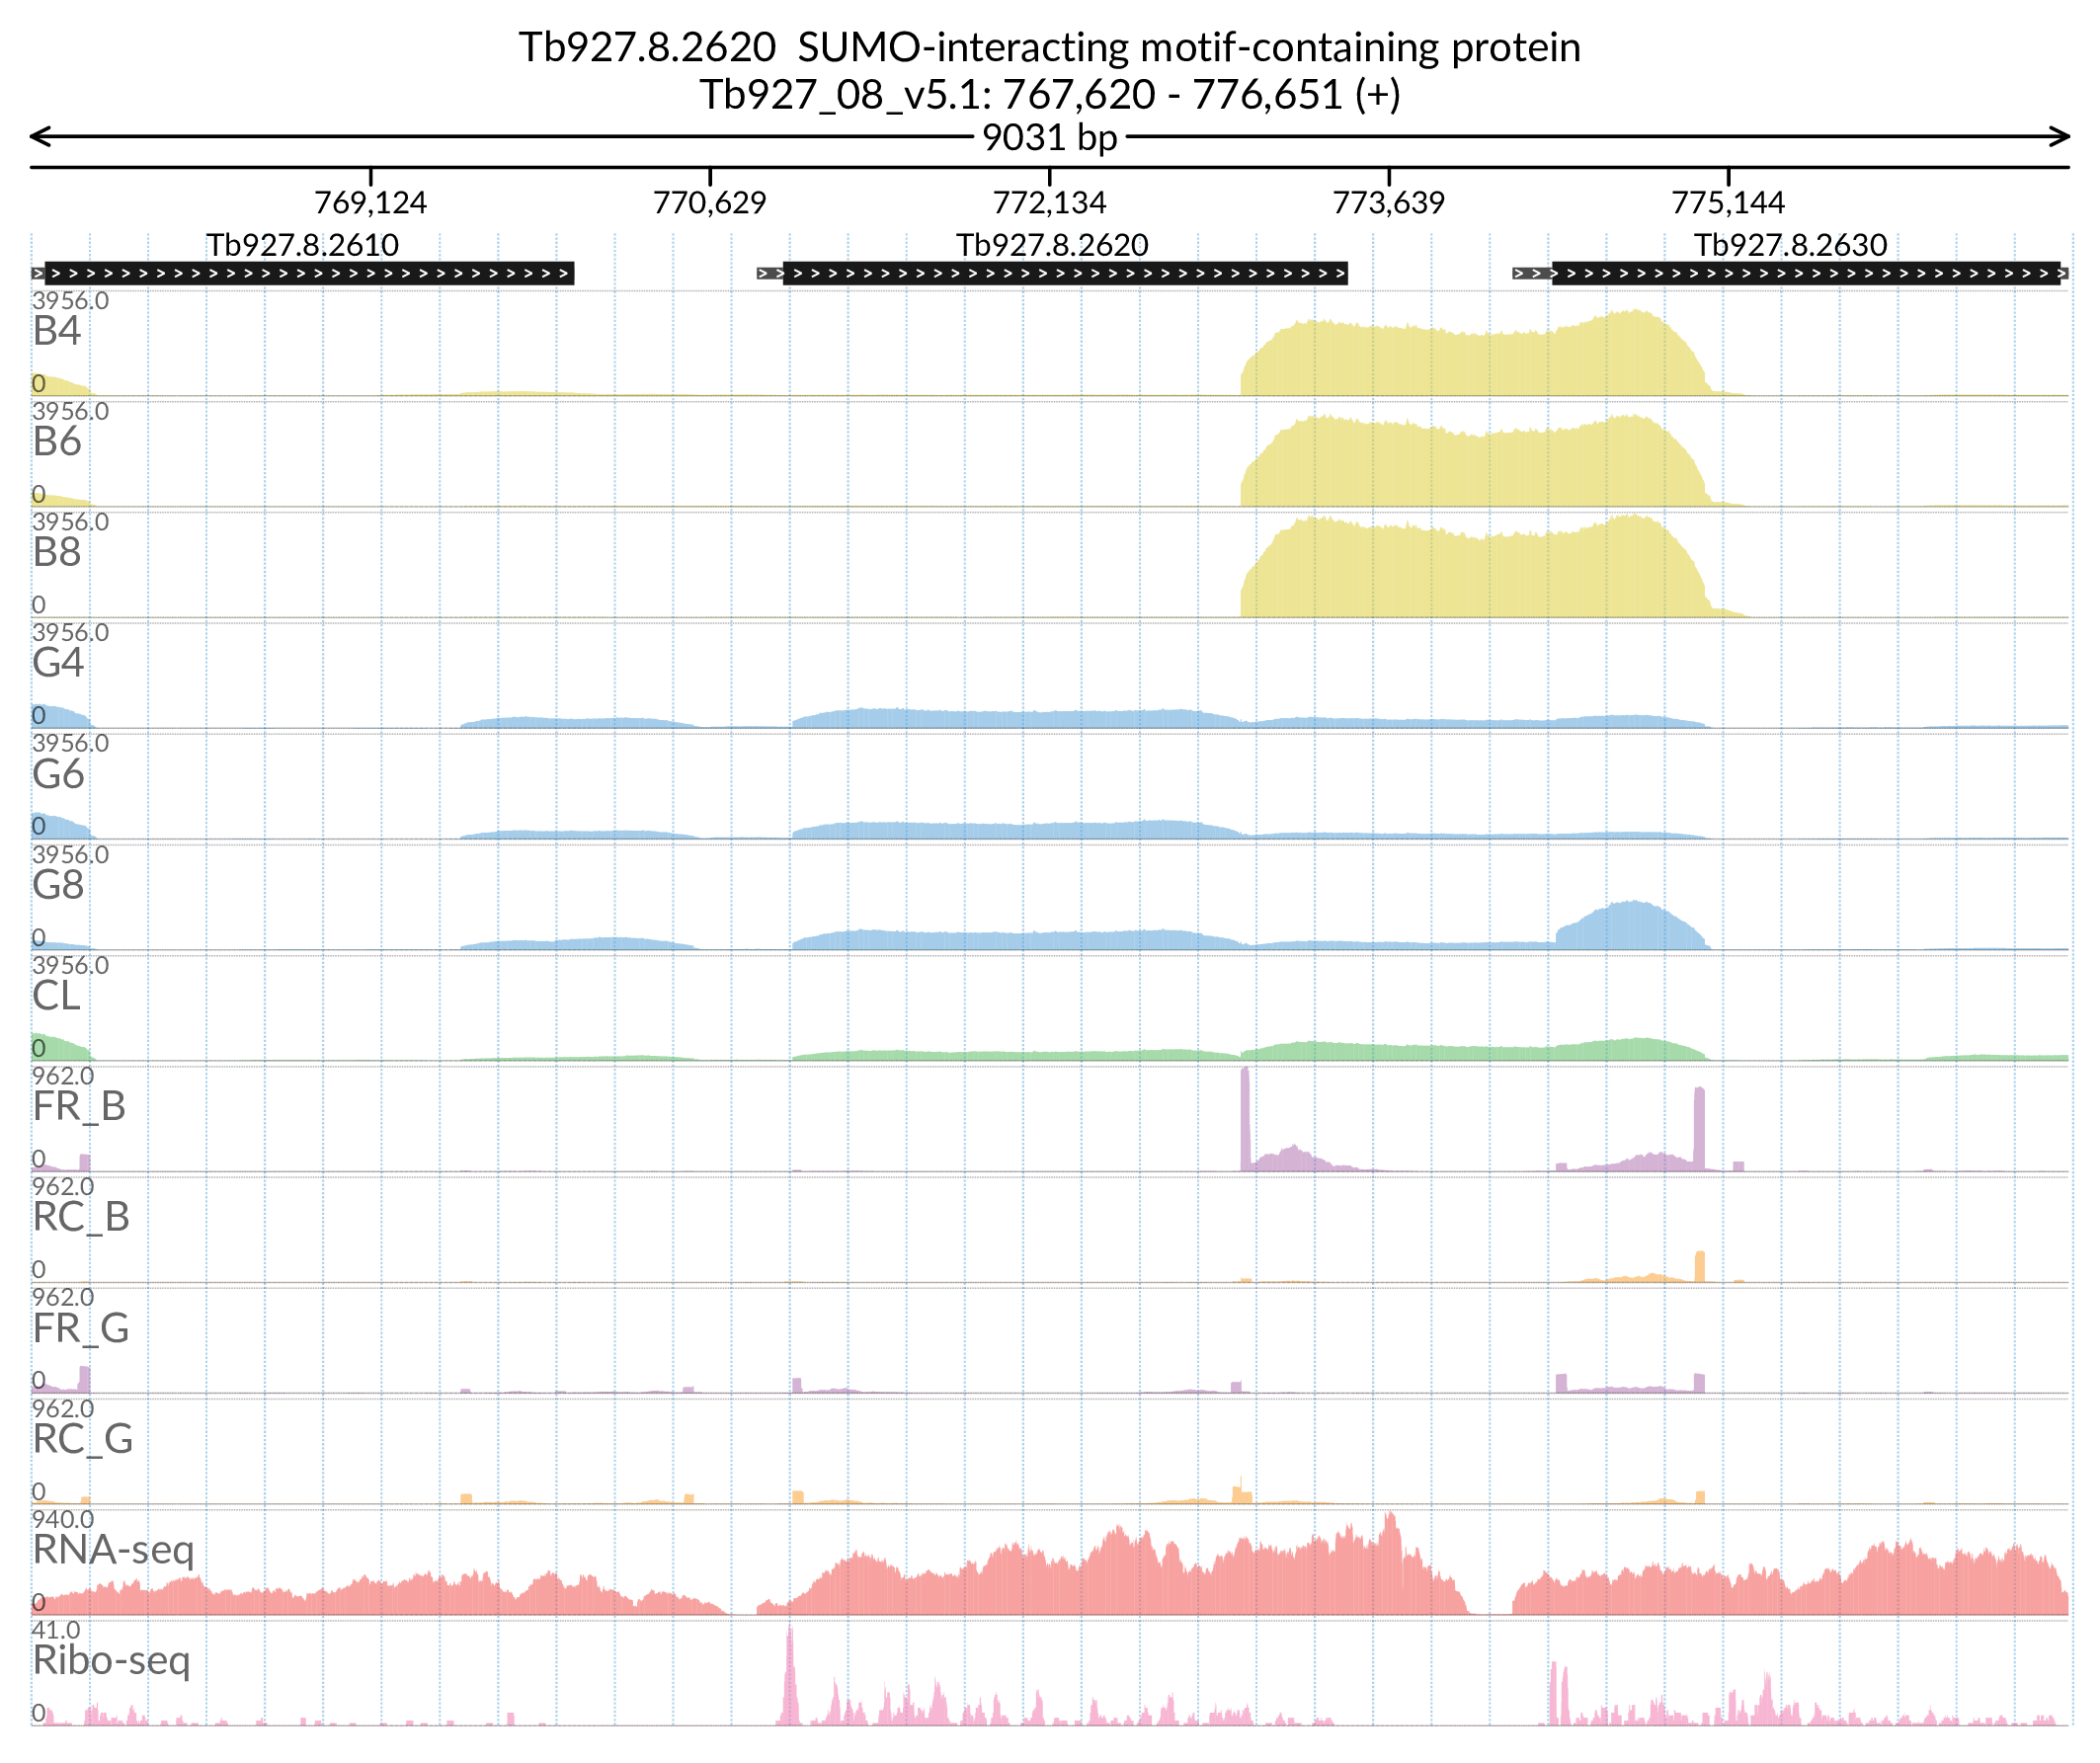 Tb927.8.2620 SUMO-interacting motif-containing protein
Tb927_08_v5.1: 767,620 - 776,651 (+)
9031 bp
769,124 770,629 772,134 773,639 775,144
Tb927.8.2610 Tb927.8.2620 Tb927.8.2630
3956.0
B4
0
3956.0
B6
0
3956.0
B8
0
3956.0
G4
0
3956.0
G6
0
3956.0
G8
0
3956.0
CL
0
962.0
FR_B
0
962.0
RC_B
0
962.0
FR_G
0
962.0
RC_G
0
940.0
RNA-seq
0
41.0
Ribo-seq
0